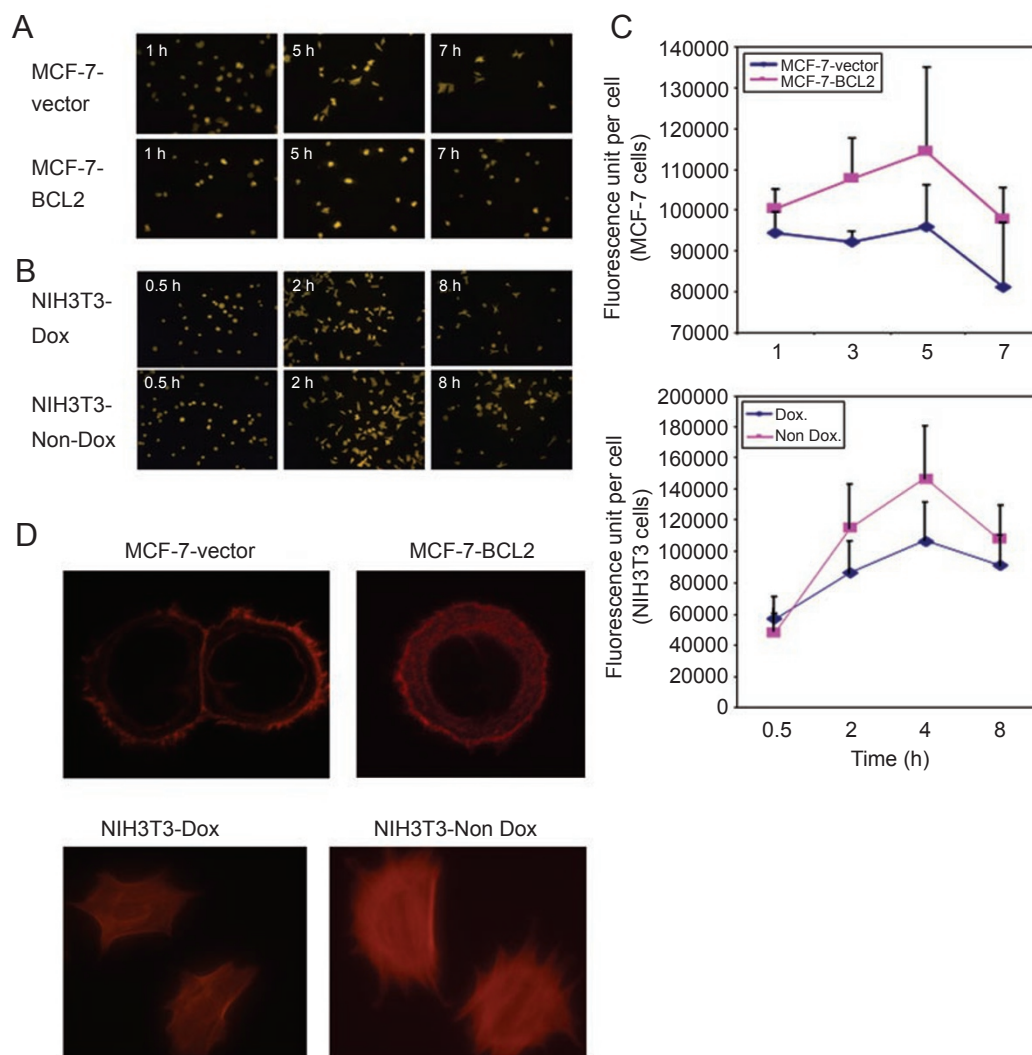 A
MCF-7-
vector
1 h
5 h
7 h
MCF-7-
BCL2
1 h
5 h
7 h
B
NIH3T3-
Dox
0.5 h
2 h
8 h
NIH3T3-
Non-Dox
0.5 h
2 h
8 h
C
Fluorescence unit per cell
(MCF-7 cells)
140000
130000
120000
110000
100000
90000
80000
70000
MCF-7-vector
MCF-7-BCL2
1 3 5 7
Fluorescence unit per cell
(NIH3T3 cells)
200000
180000
160000
140000
120000
100000
80000
60000
40000
20000
0
Dox.
Non Dox.
0.5 2 4 8
Time (h)
D
MCF-7-vector
MCF-7-BCL2
NIH3T3-Dox
NIH3T3-Non Dox